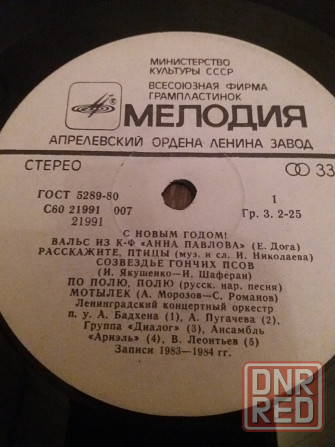 МИНИСТЕРСТВО
КУЛЬТУРЫ СССР
ВСЕСОЮЗНАЯ ФИРМА
ГРАМПЛАСТИНОК
МЕЛОДИЯ
АПРЕЛЕВСКИЙ ОРДЕНА ЛЕНИНА ЗАВОД
СТЕРЕО 33
ГОСТ 5289-80 1
С60 21991 007 Гр. 3. 2-25
21991
С НОВЫМ ГОДОМ!
ВАЛЬС ИЗ К-Ф «АННА ПАВЛОВА» (Е. Дога)
РАССКАЖИТЕ, ПТИЦЫ (муз. и сл. И. Николаева)
СОЗВЕЗДЬЕ ГОНЧИХ ПСОВ
(И. Якушенко—И. Шаферан)
ПО ПОЛЮ, ПОЛЮ (русск. нар. песня)
МОТЫЛЕК (А. Морозов—С. Романов)
Ленинградский концертный оркестр
п. у. А. Бадхена (1), А. Пугачева (2),
Группа «Диалог» (3), Ансамбль
«Ариэль» (4), В. Леонтьев (5)
Записи 1983—1984 гг.
DNR
RED